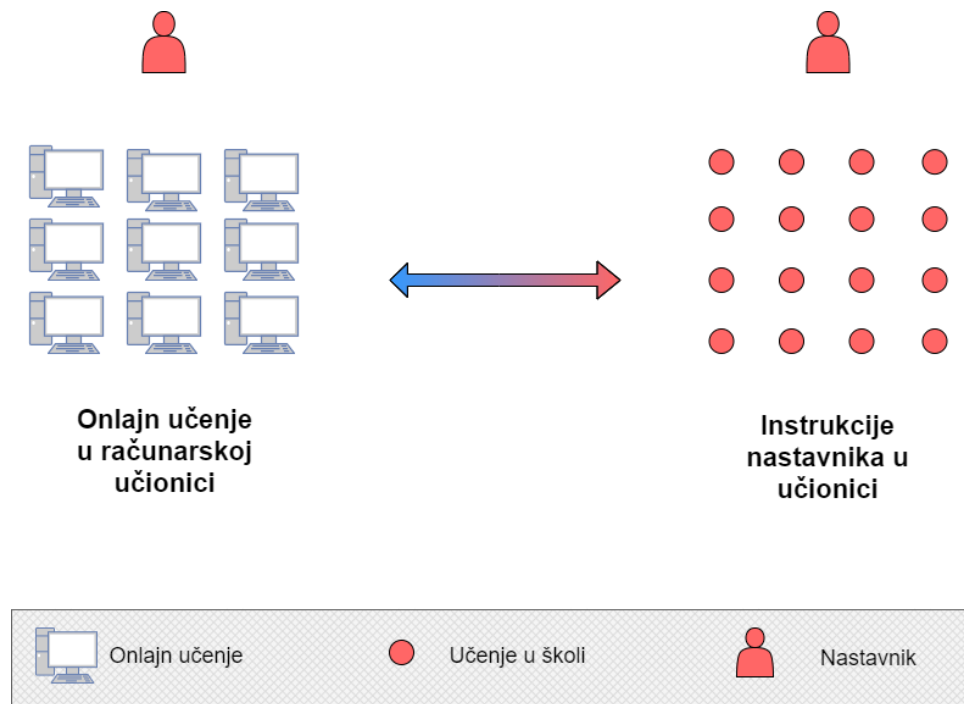 Onlajn učenje
u računarskoj
učionici
Instrukcije
nastavnika u
učionici
Onlajn učenje
Učenje u školi
Nastavnik